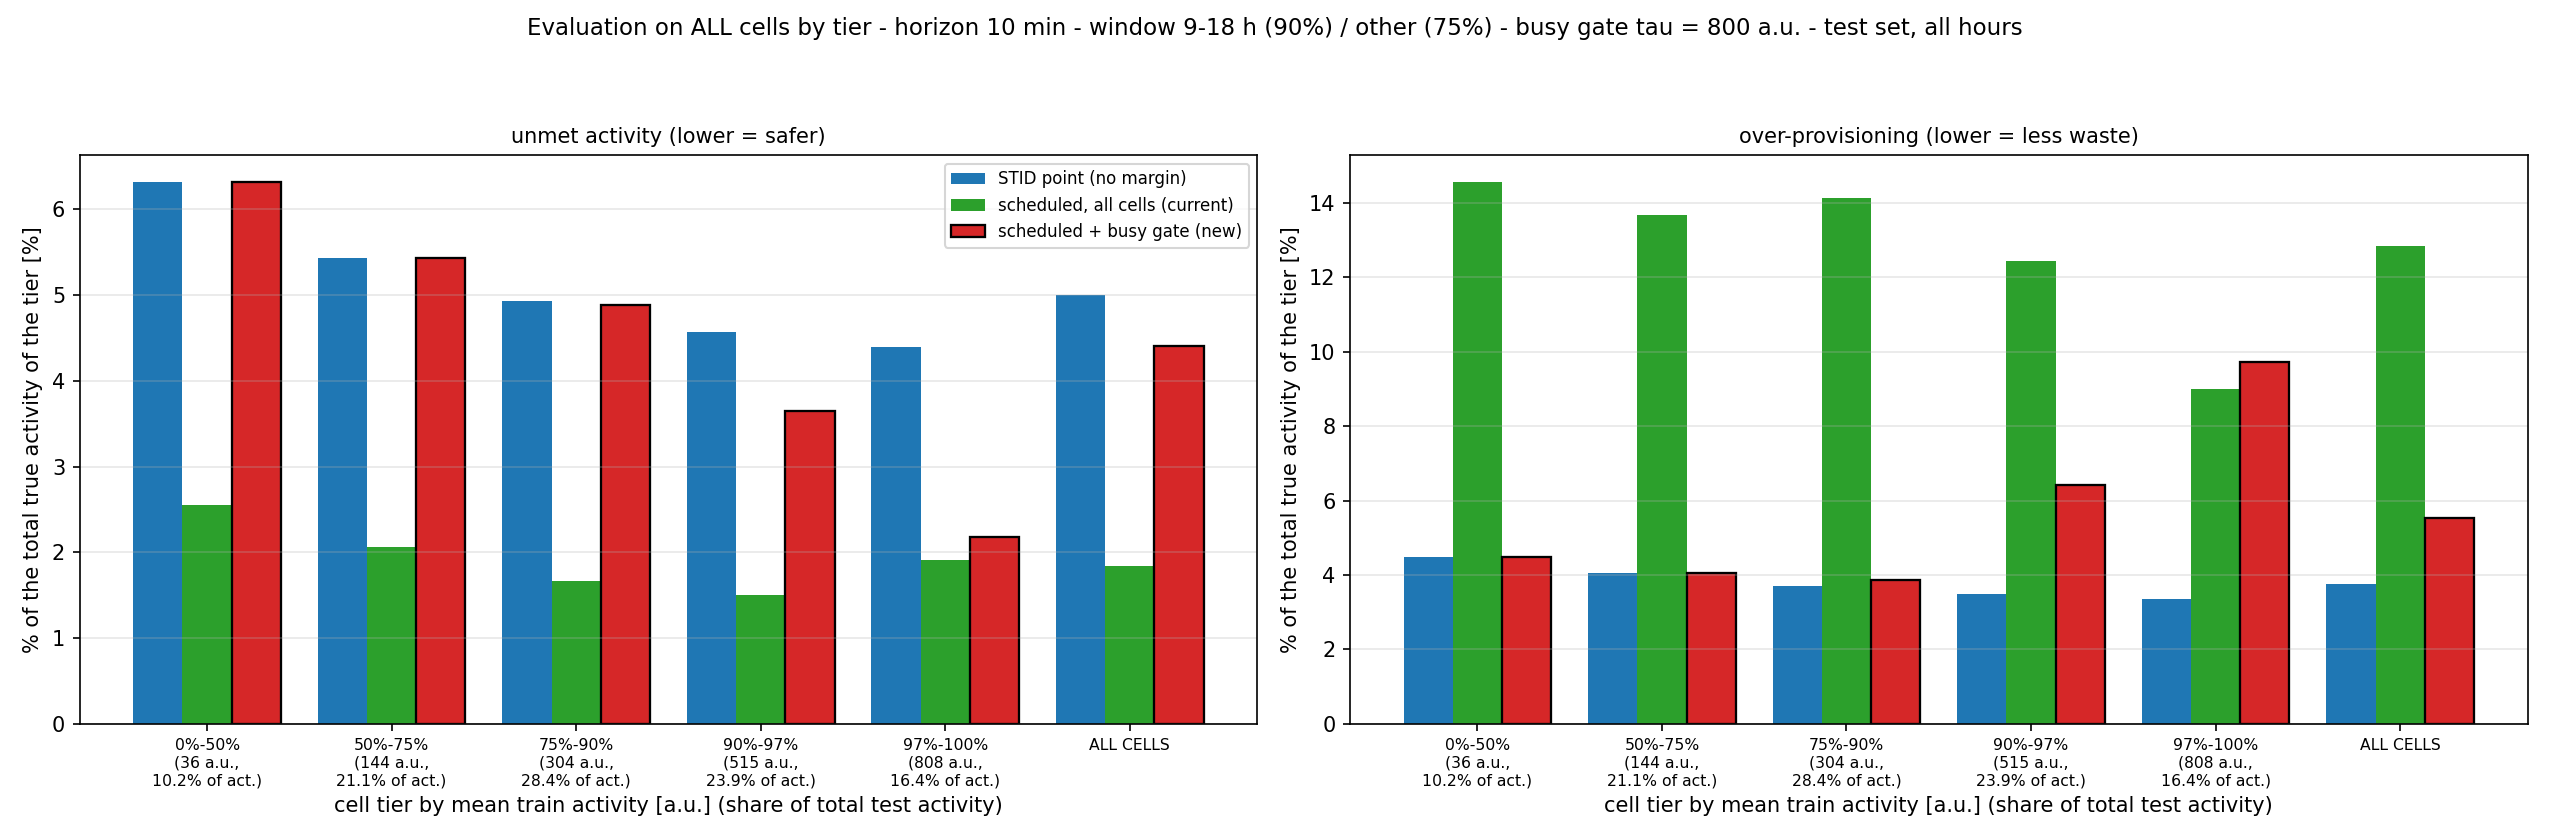 Evaluation on ALL cells by tier - horizon 10 min - window 9-18 h (90%) / other (75%) - busy gate tau = 800 a.u. - test set, all hours
unmet activity (lower = safer)
% of the total true activity of the tier [%]
6
5
4
3
2
1
0
STID point (no margin)
scheduled, all cells (current)
scheduled + busy gate (new)
0%-50%
(36 a.u.,
10.2% of act.)
50%-75%
(144 a.u.,
21.1% of act.)
75%-90%
(304 a.u.,
28.4% of act.)
90%-97%
(515 a.u.,
23.9% of act.)
97%-100%
(808 a.u.,
16.4% of act.)
ALL CELLS
cell tier by mean train activity [a.u.] (share of total test activity)
over-provisioning (lower = less waste)
% of the total true activity of the tier [%]
14
12
10
8
6
4
2
0
0%-50%
(36 a.u.,
10.2% of act.)
50%-75%
(144 a.u.,
21.1% of act.)
75%-90%
(304 a.u.,
28.4% of act.)
90%-97%
(515 a.u.,
23.9% of act.)
97%-100%
(808 a.u.,
16.4% of act.)
ALL CELLS
cell tier by mean train activity [a.u.] (share of total test activity)